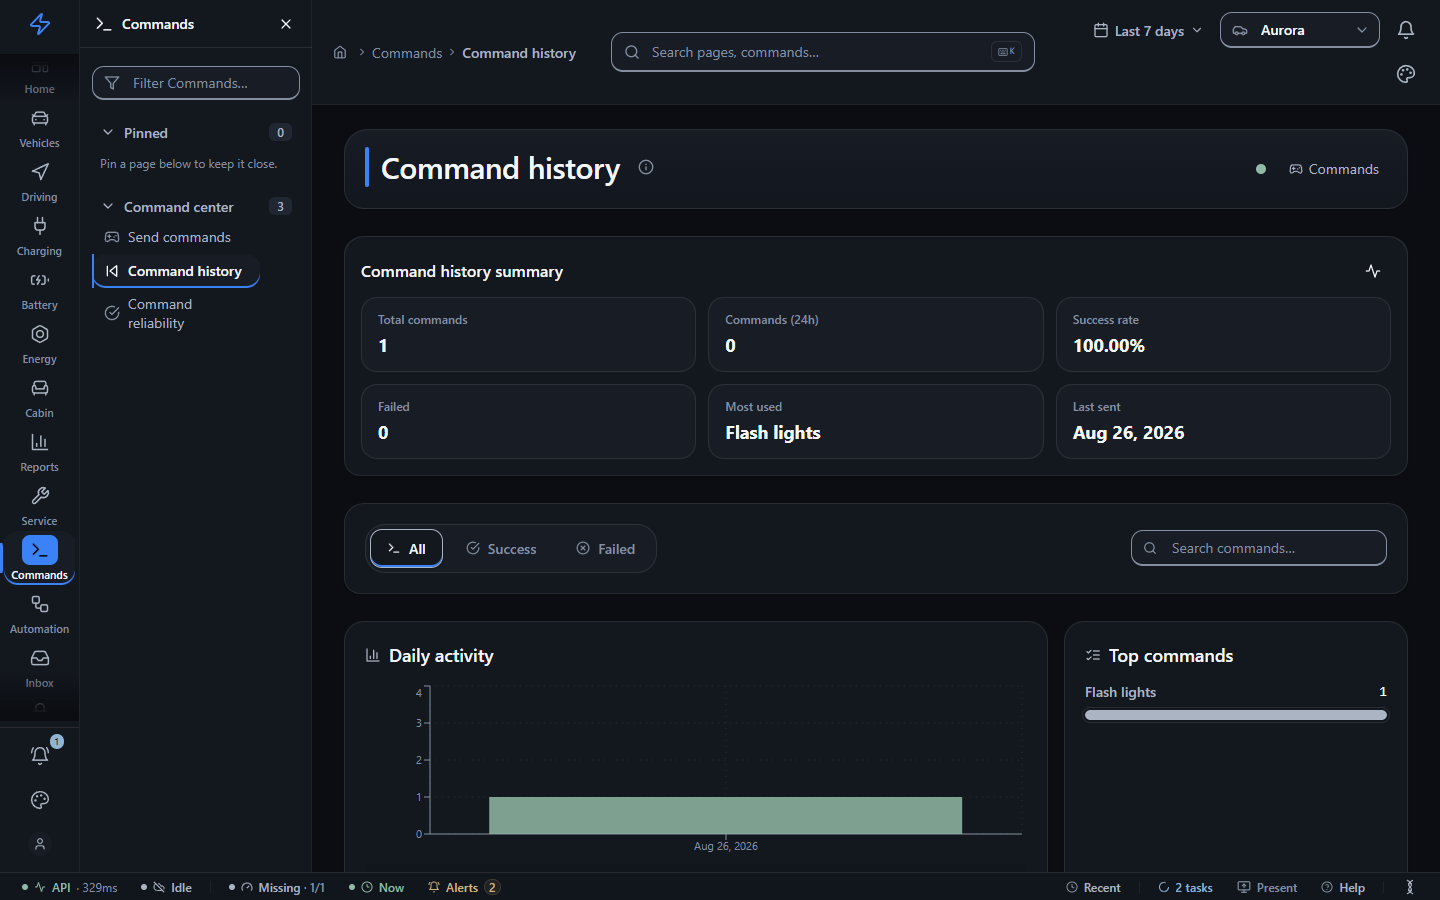 Home
Vehicles
Driving
Charging
Battery
Energy
Cabin
Reports
Service
Commands
Automation
Inbox
1
Commands
Filter Commands...
Pinned
0
Pin a page below to keep it close.
Command center
3
Send commands
Command history
Command
reliability
Commands
Command history
Search pages, commands...
K
Last 7 days
Aurora
Command history
Commands
Command history summary
Total commands
1
Commands (24h)
0
Success rate
100.00%
Failed
0
Most used
Flash lights
Last sent
Aug 26, 2026
All
Success
Failed
Search commands...
Daily activity
4
3
2
1
0
Aug 26, 2026
Top commands
Flash lights
1
API · 329ms
Idle
Missing · 1/1
Now
Alerts
2
Recent
2 tasks
Present
Help